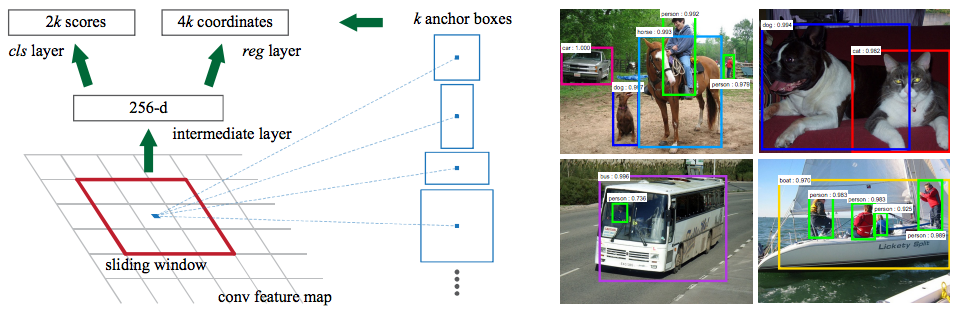 2k scores
4k coordinates
k anchor boxes
cls layer
reg layer
256-d
intermediate layer
sliding window
conv feature map
person : 0.992
horse : 0.993
car : 1.000
dog : 0.997
person : 0.979
dog : 0.994
cat : 0.982
bus : 0.996
person : 0.736
boat : 0.970
person : 0.983
person : 0.983
person : 0.925
person : 0.989
Lickety Split